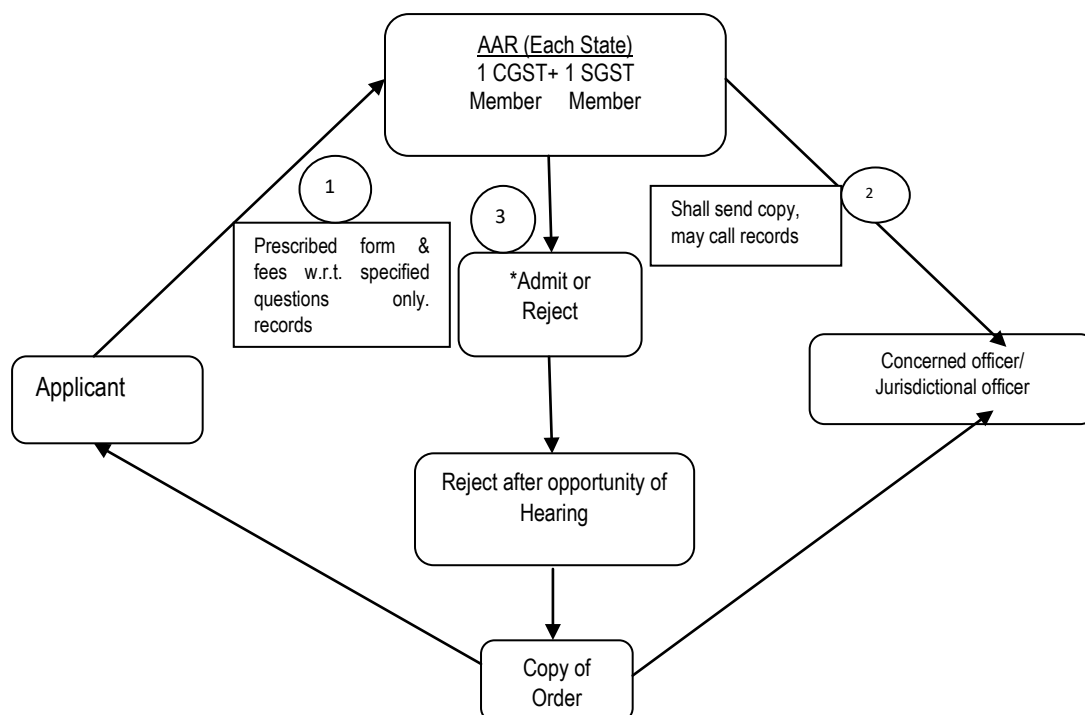 AAR (Each State)
1 CGST+ 1 SGST
Member Member
1
Prescribed form &
fees w.r.t. specified
questions only.
records
3
Shall send copy,
may call records
2
*Admit or
Reject
Applicant
Concerned officer/
Jurisdictional officer
Reject after opportunity of
Hearing
Copy of
Order